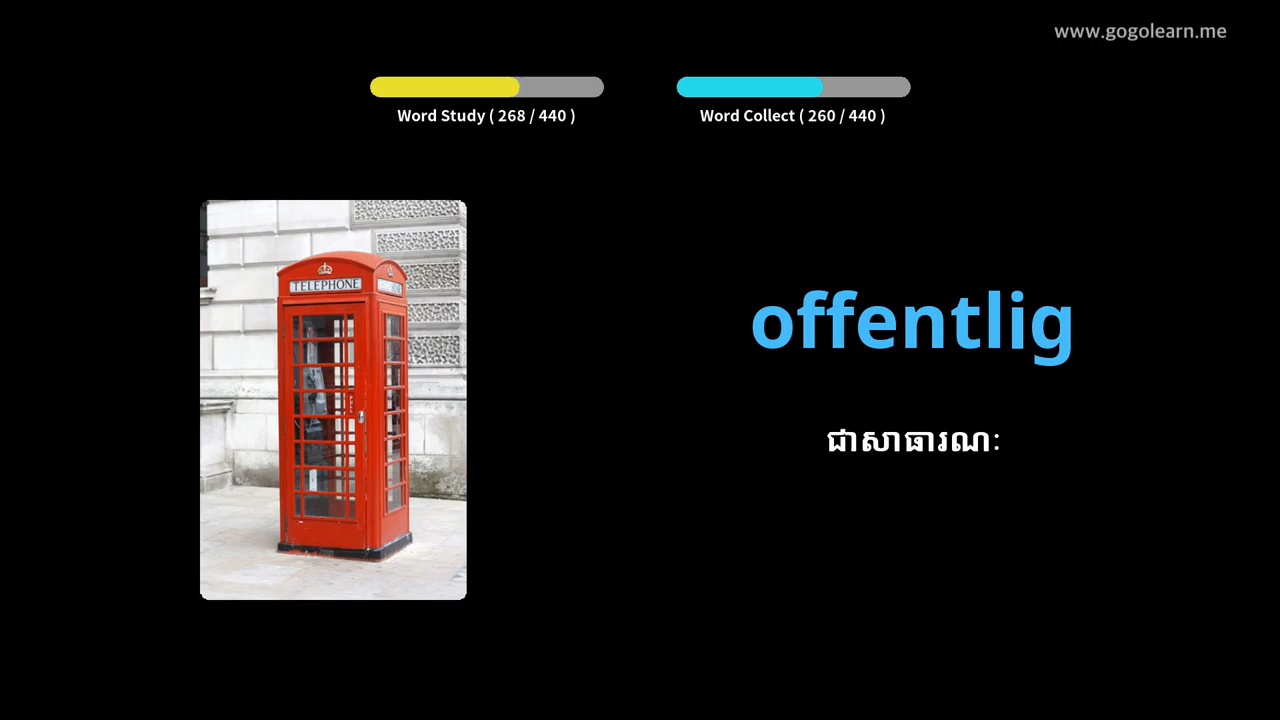 www.gogolearn.me
Word Study ( 268 / 440 )
Word Collect ( 260 / 440 )
TELEPHONE
offentlig
ជាសាធារណៈ